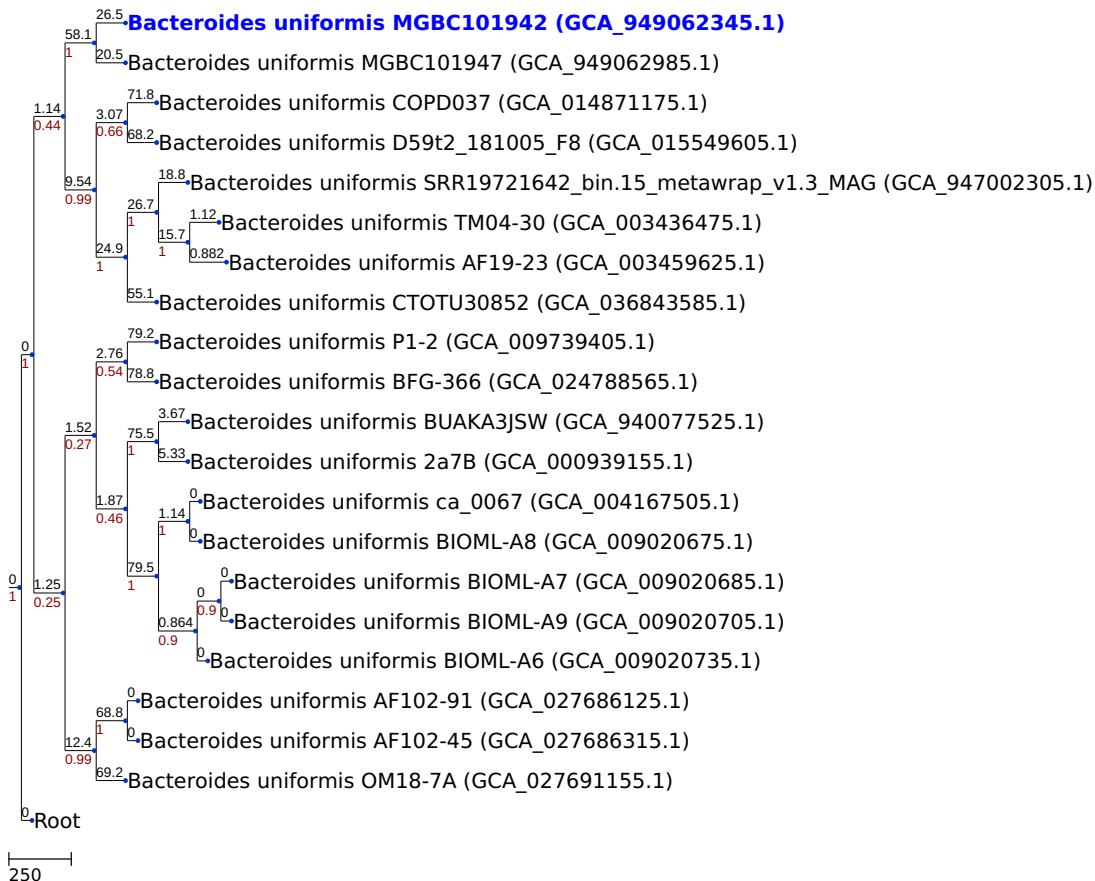 26.5
Bacteroides uniformis MGBC101942 (GCA_949062345.1)
58.1
1
20.5
Bacteroides uniformis MGBC101947 (GCA_949062985.1)
71.8
Bacteroides uniformis COPD037 (GCA_014871175.1)
1.14
0.44
3.07
0.66
68.2
Bacteroides uniformis D59t2_181005_F8 (GCA_015549605.1)
9.54
0.99
18.8
Bacteroides uniformis SRR19721642_bin.15_metawrap_v1.3_MAG (GCA_947002305.1)
26.7
1
1.12
Bacteroides uniformis TM04-30 (GCA_003436475.1)
15.7
1
24.9
1
0.882
Bacteroides uniformis AF19-23 (GCA_003459625.1)
55.1
Bacteroides uniformis CTOTU30852 (GCA_036843585.1)
0
1
79.2
Bacteroides uniformis P1-2 (GCA_009739405.1)
2.76
0.54
78.8
Bacteroides uniformis BFG-366 (GCA_024788565.1)
3.67
Bacteroides uniformis BUAKA3JSW (GCA_940077525.1)
1.52
0.27
75.5
1
5.33
Bacteroides uniformis 2a7B (GCA_000939155.1)
0
Bacteroides uniformis ca_0067 (GCA_004167505.1)
1.87
0.46
1.14
1
0
Bacteroides uniformis BIOML-A8 (GCA_009020675.1)
79.5
1
0
Bacteroides uniformis BIOML-A7 (GCA_009020685.1)
0
1
1.25
0.25
0
0.9
0
Bacteroides uniformis BIOML-A9 (GCA_009020705.1)
0.864
0.9
0
Bacteroides uniformis BIOML-A6 (GCA_009020735.1)
0
Bacteroides uniformis AF102-91 (GCA_027686125.1)
68.8
1
0
Bacteroides uniformis AF102-45 (GCA_027686315.1)
12.4
0.99
69.2
Bacteroides uniformis OM18-7A (GCA_027691155.1)
0
Root
250